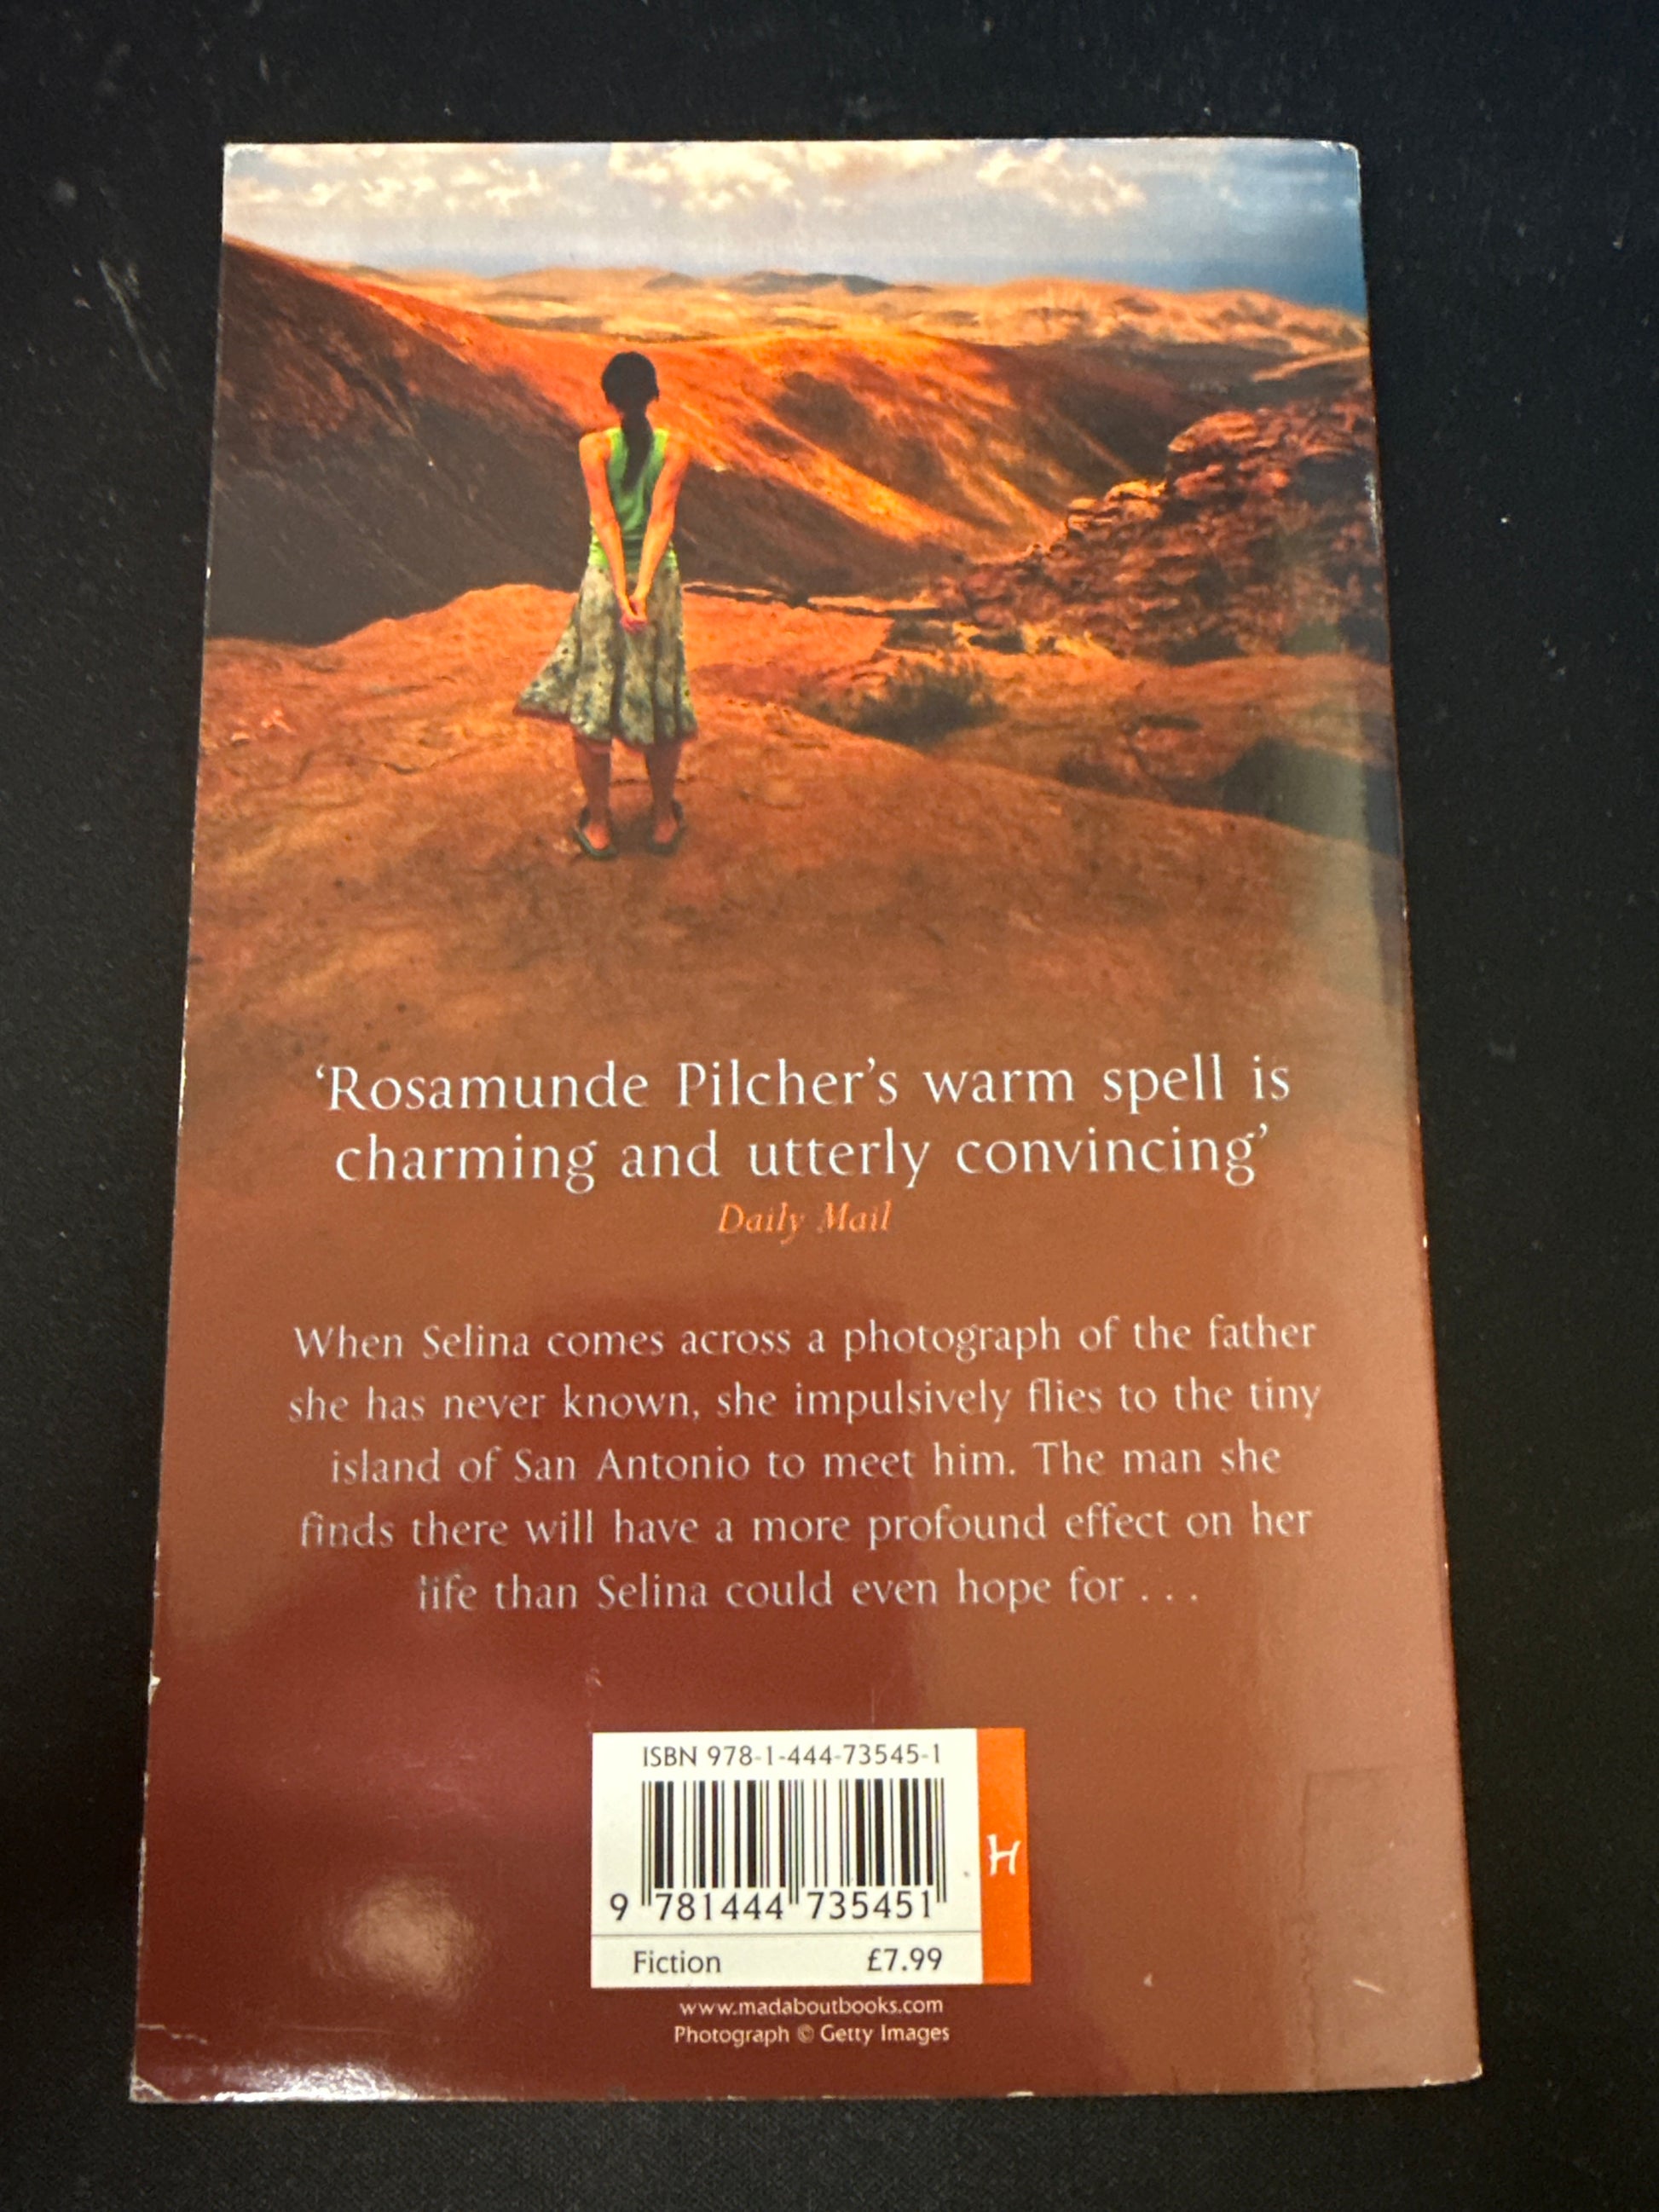 ‘Rosamunde Pilcher’s warm spell is
charming and utterly convincing’
Daily Mail
When Selina comes across a photograph of the father
she has never known, she impulsively flies to the tiny
island of San Antonio to meet him. The man she
finds there will have a more profound effect on her
life than Selina could even hope for . . .
ISBN 978-1-444-73545-1
9 781444 735451
H
Fiction £7.99
www.madaboutbooks.com
Photograph © Getty Images